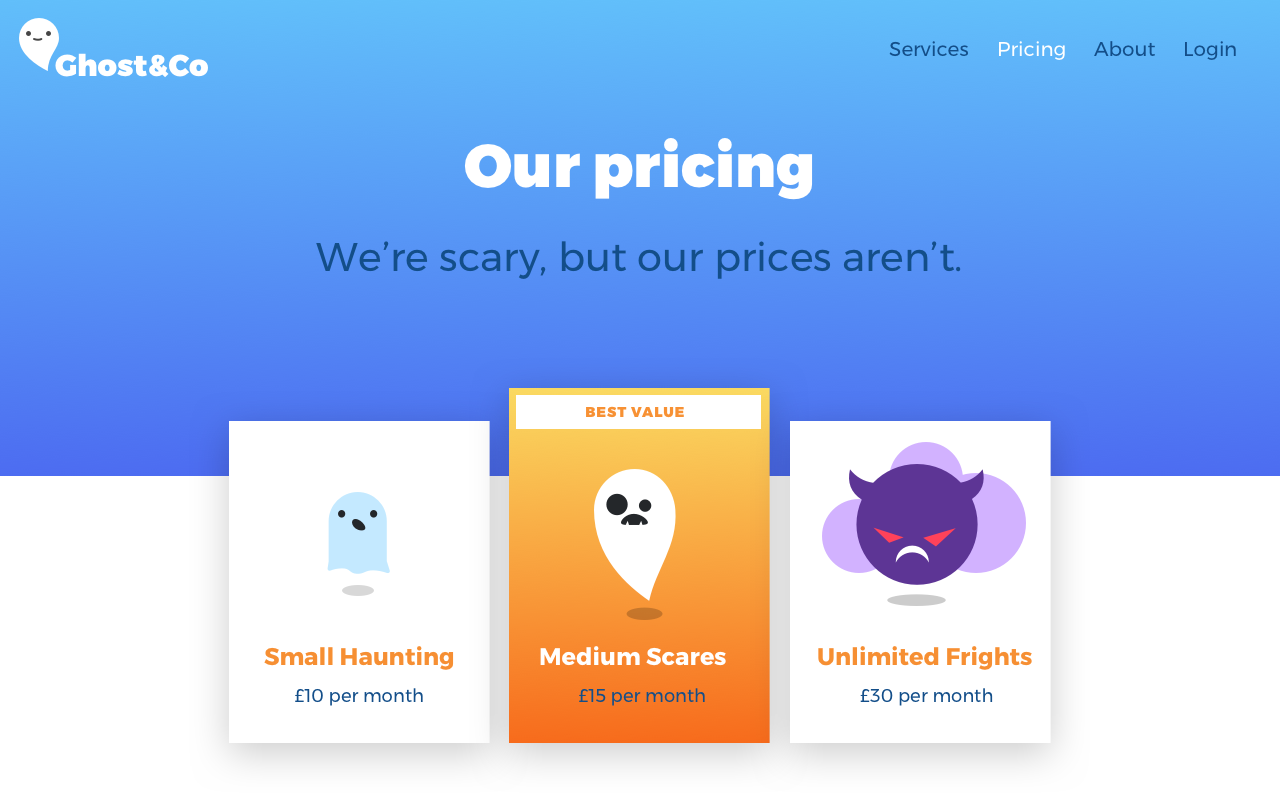 Ghost&Co
Services Pricing About Login
Our pricing
We’re scary, but our prices aren’t.
BEST VALUE
Small Haunting
£10 per month
Medium Scares
£15 per month
Unlimited Frights
£30 per month